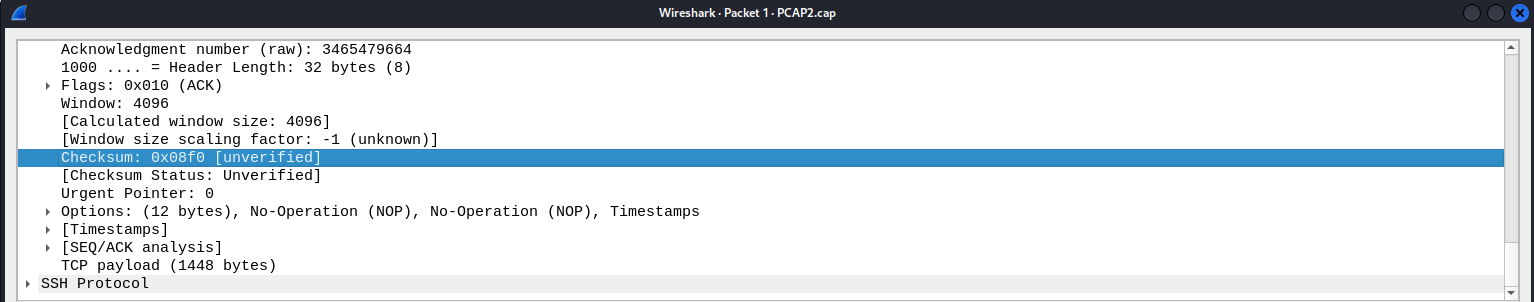 Wireshark · Packet 1 · PCAP2.cap
Acknowledgment number (raw): 3465479664
1000 .... = Header Length: 32 bytes (8)
Flags: 0x010 (ACK)
Window: 4096
[Calculated window size: 4096]
[Window size scaling factor: -1 (unknown)]
Checksum: 0x08f0 [unverified]
[Checksum Status: Unverified]
Urgent Pointer: 0
Options: (12 bytes), No-Operation (NOP), No-Operation (NOP), Timestamps
[Timestamps]
[SEQ/ACK analysis]
TCP payload (1448 bytes)
SSH Protocol